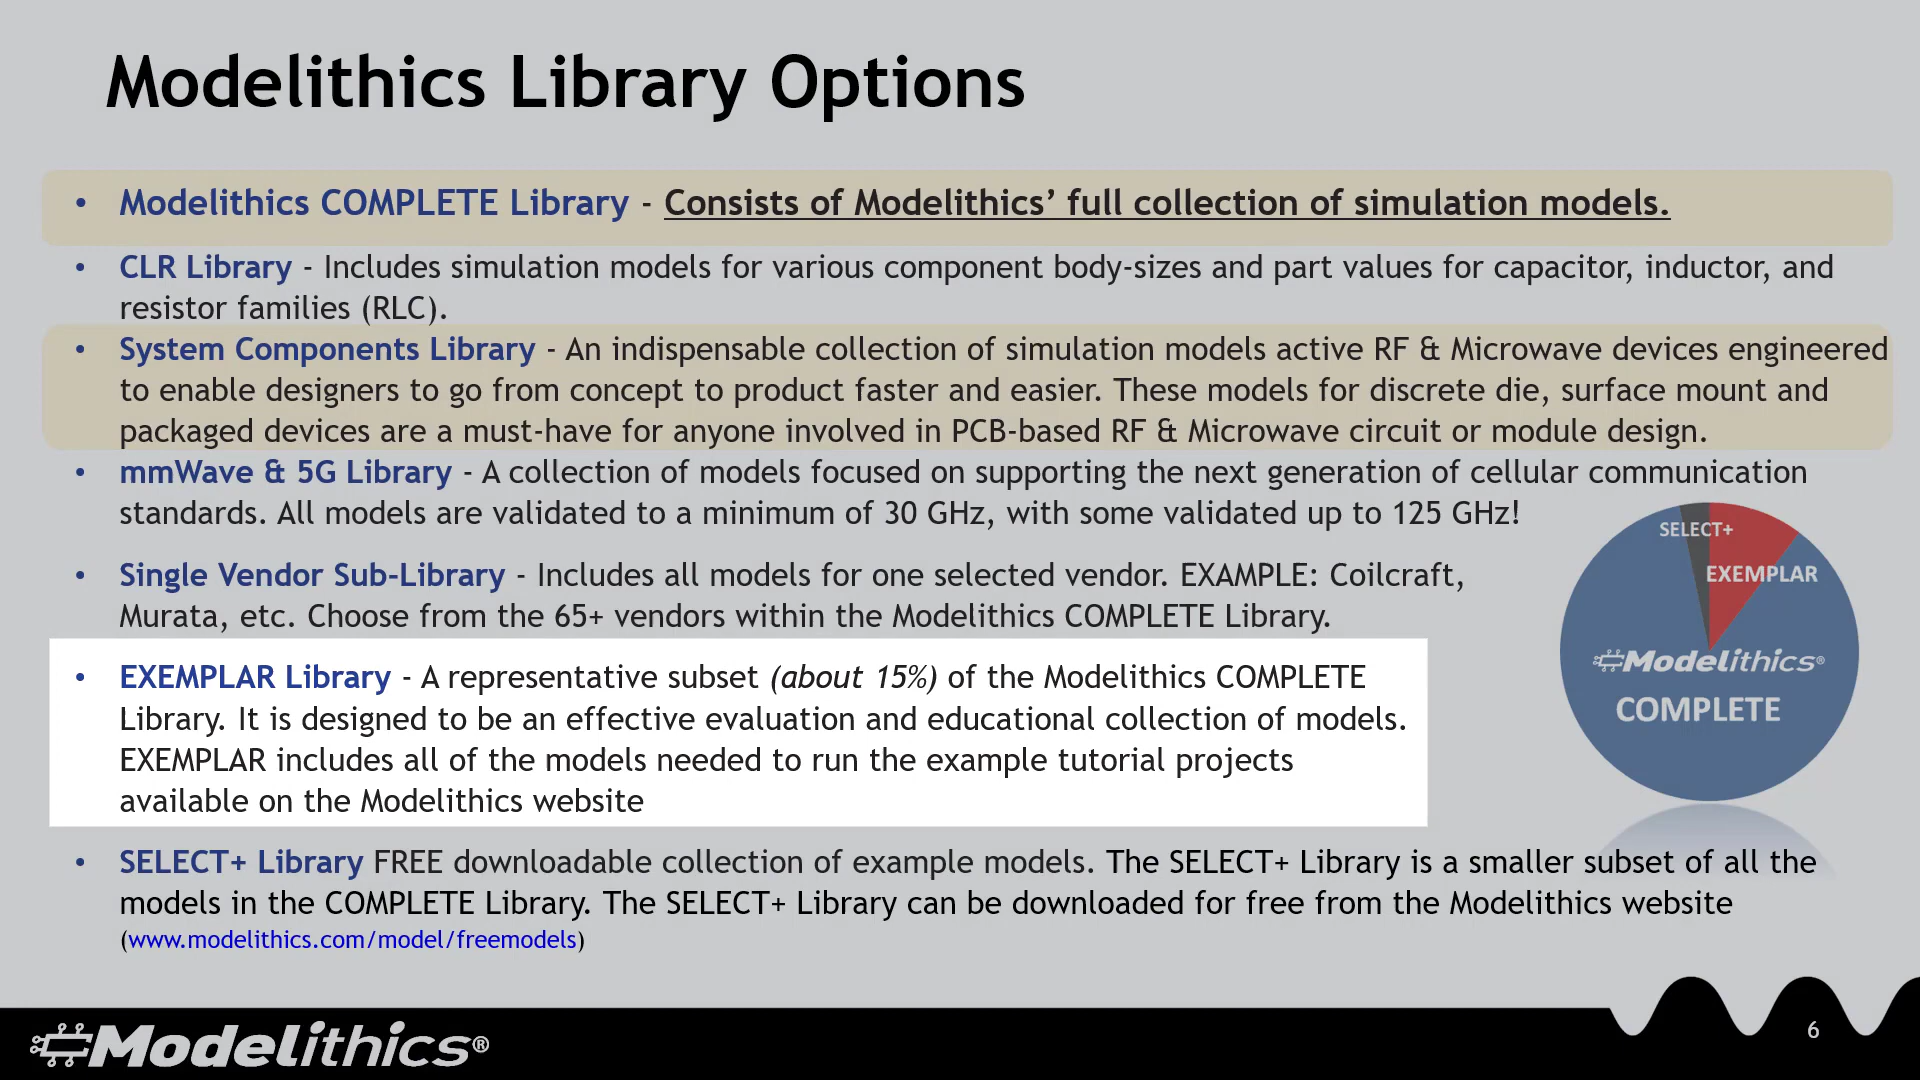 Modelithics Library Options
• Modelithics COMPLETE Library - Consists of Modelithics’ full collection of simulation models.
• CLR Library - Includes simulation models for various component body-sizes and part values for capacitor, inductor, and
resistor families (RLC).
• System Components Library - An indispensable collection of simulation models active RF & Microwave devices engineered
to enable designers to go from concept to product faster and easier. These models for discrete die, surface mount and
packaged devices are a must-have for anyone involved in PCB-based RF & Microwave circuit or module design.
• mmWave & 5G Library - A collection of models focused on supporting the next generation of cellular communication
standards. All models are validated to a minimum of 30 GHz, with some validated up to 125 GHz!
• Single Vendor Sub-Library - Includes all models for one selected vendor. EXAMPLE: Coilcraft,
Murata, etc. Choose from the 65+ vendors within the Modelithics COMPLETE Library.
• EXEMPLAR Library - A representative subset (about 15%) of the Modelithics COMPLETE
Library. It is designed to be an effective evaluation and educational collection of models.
EXEMPLAR includes all of the models needed to run the example tutorial projects
available on the Modelithics website
SELECT+
EXEMPLAR
Modelithics®
COMPLETE
• SELECT+ Library FREE downloadable collection of example models. The SELECT+ Library is a smaller subset of all the
models in the COMPLETE Library. The SELECT+ Library can be downloaded for free from the Modelithics website
(www.modelithics.com/model/freemodels)
Modelithics®
6